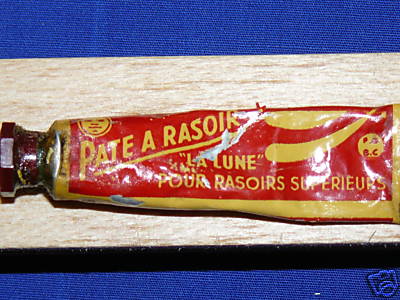 PATE A RASOIR
"LA LUNE"
POUR RASOIRS SUPERIEURS
B.C